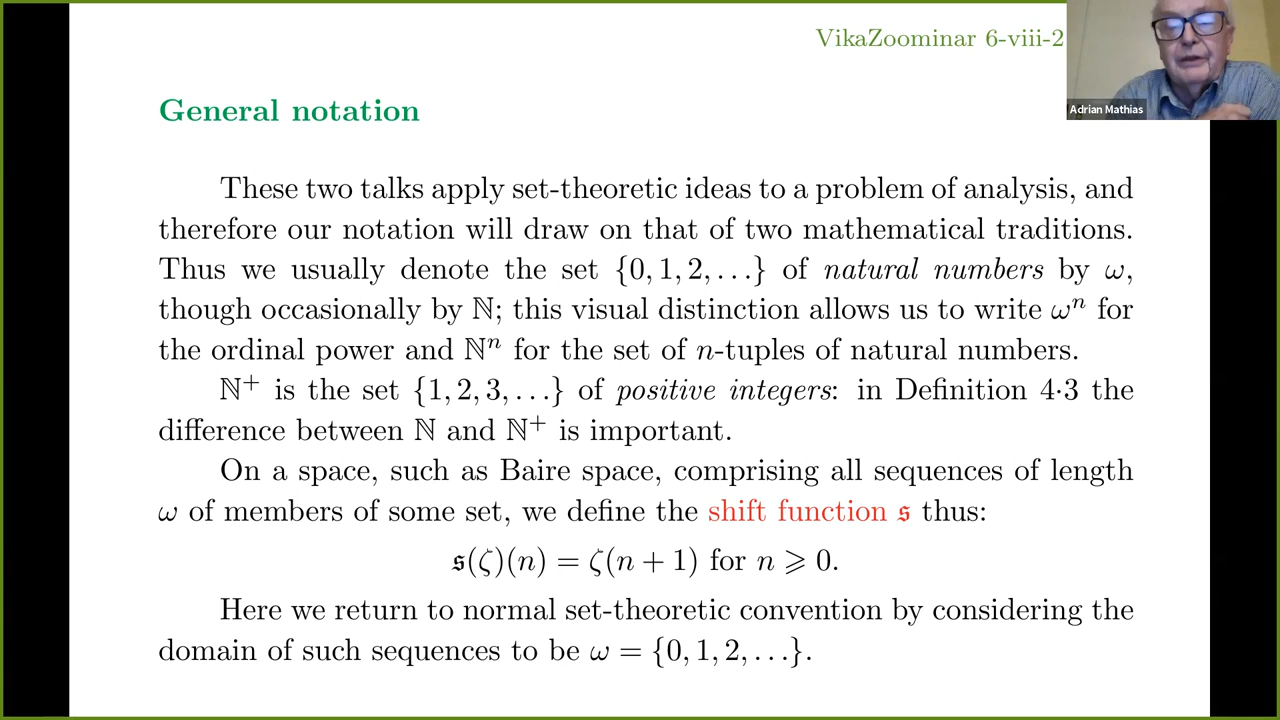 VikaZoominar 6-viii-2
Adrian Mathias
General notation
These two talks apply set-theoretic ideas to a problem of analysis, and
therefore our notation will draw on that of two mathematical traditions.
Thus we usually denote the set {0, 1, 2, . . .} of natural numbers by ω,
though occasionally by ℕ; this visual distinction allows us to write ωⁿ for
the ordinal power and ℕⁿ for the set of n-tuples of natural numbers.
ℕ⁺ is the set {1, 2, 3, . . .} of positive integers: in Definition 4·3 the
difference between ℕ and ℕ⁺ is important.
On a space, such as Baire space, comprising all sequences of length
ω of members of some set, we define the shift function 𝔰 thus:
𝔰(ζ)(n) = ζ(n + 1) for n ⩾ 0.
Here we return to normal set-theoretic convention by considering the
domain of such sequences to be ω = {0, 1, 2, . . .}.